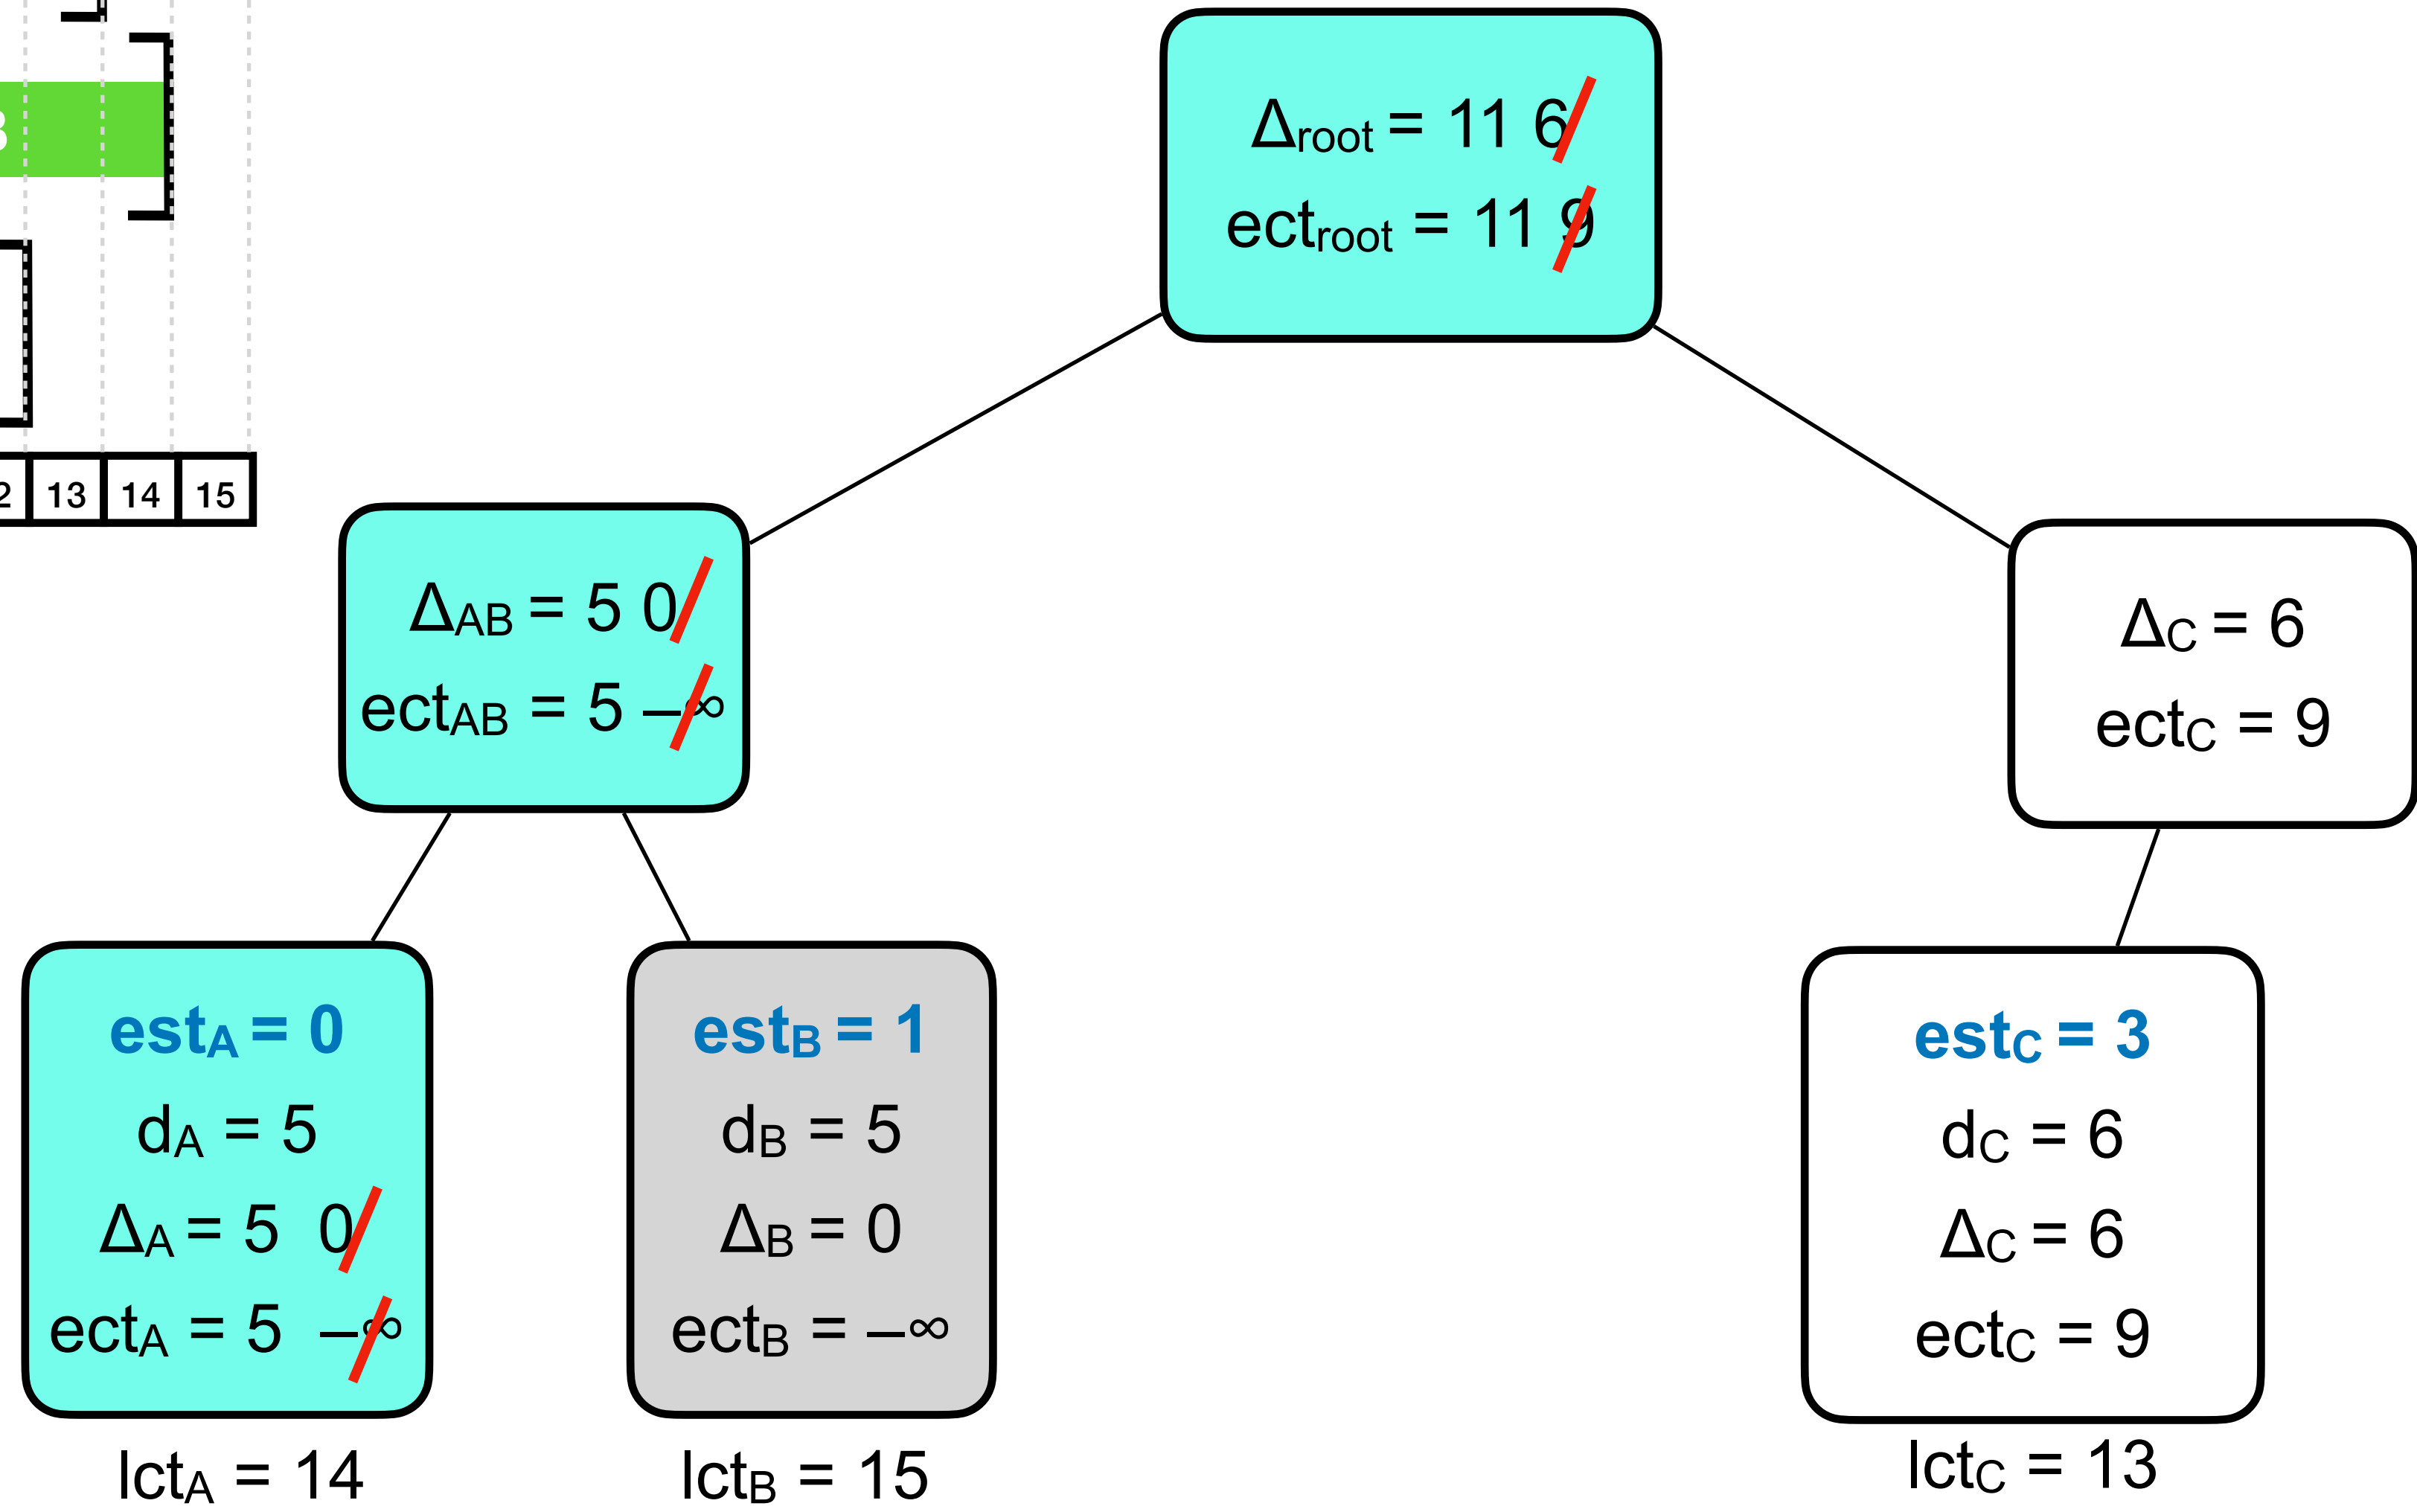 Δroot = 11 6
ectroot = 11 9
13 14 15
ΔAB = 5 0
ectAB = 5 –∞
ΔC = 6
ectC = 9
estA = 0
dA = 5
ΔA = 5 0
ectA = 5 –∞
lctA = 14
estB = 1
dB = 5
ΔB = 0
ectB = –∞
lctB = 15
estC = 3
dC = 6
ΔC = 6
ectC = 9
lctC = 13